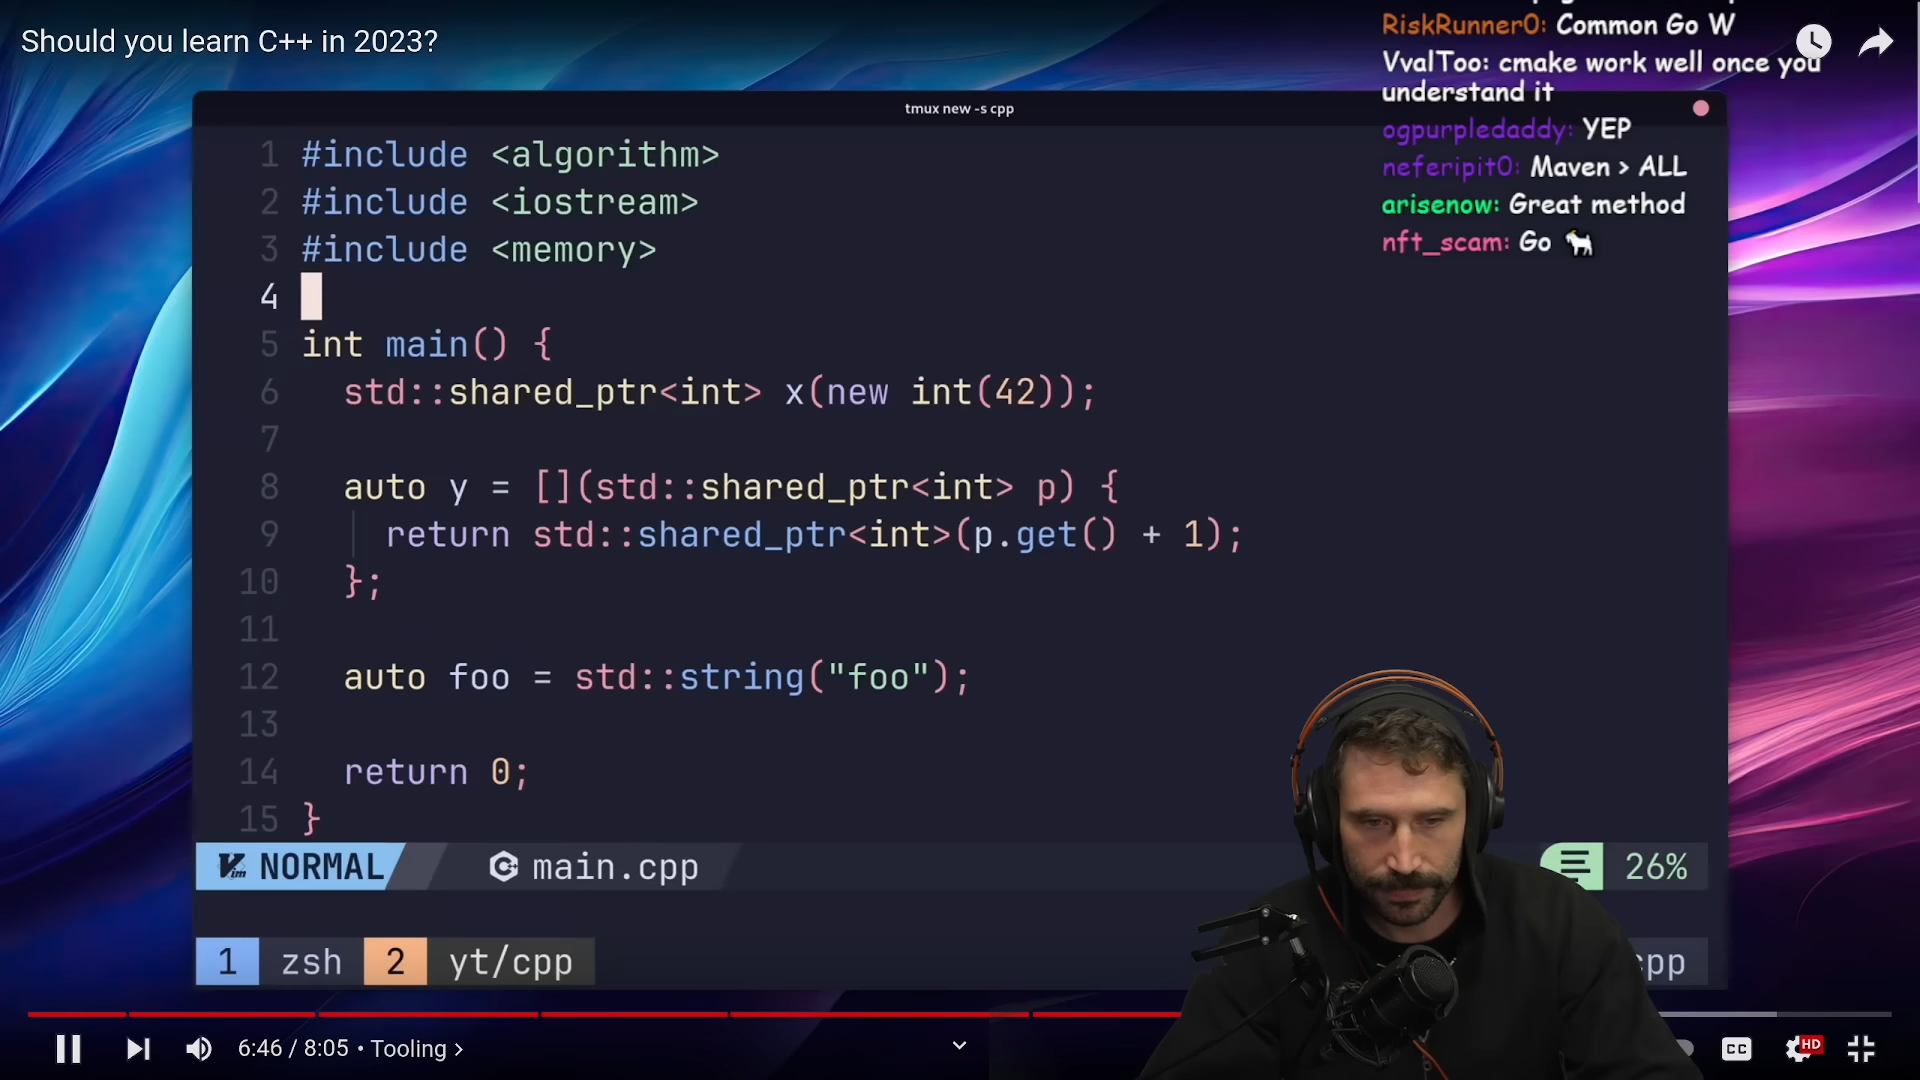 Should you learn C++ in 2023?
RiskRunner0: Common Go W
VvalToo: cmake work well once you
understand it
ogpurpledaddy: YEP
neferipit0: Maven > ALL
arisenow: Great method
nft_scam: Go
tmux new -s cpp
1 #include <algorithm>
2 #include <iostream>
3 #include <memory>
4
5 int main() {
6 std::shared_ptr<int> x(new int(42));
7
8 auto y = [](std::shared_ptr<int> p) {
9 return std::shared_ptr<int>(p.get() + 1);
10 };
11
12 auto foo = std::string("foo");
13
14 return 0;
15 }
NORMAL main.cpp 26%
1 zsh 2 yt/cpp cpp
6:46 / 8:05 • Tooling >
CC HD